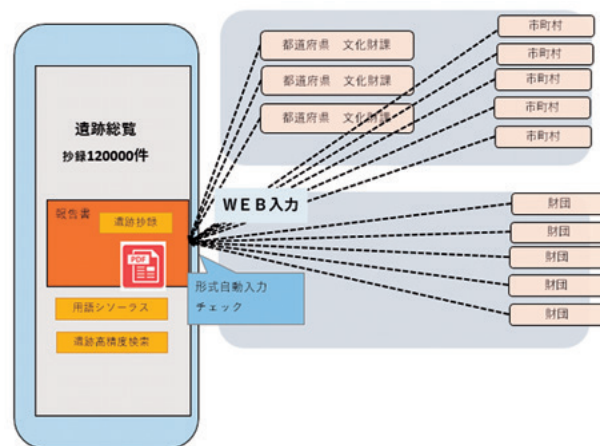 遺跡総覧
抄録120000件
報告書
遺跡抄録
PDF
用語シソーラス
遺跡高精度検索
都道府県 文化財課
都道府県 文化財課
都道府県 文化財課
市町村
市町村
市町村
市町村
市町村
WEB入力
形式自動入力
チェック
財団
財団
財団
財団
財団